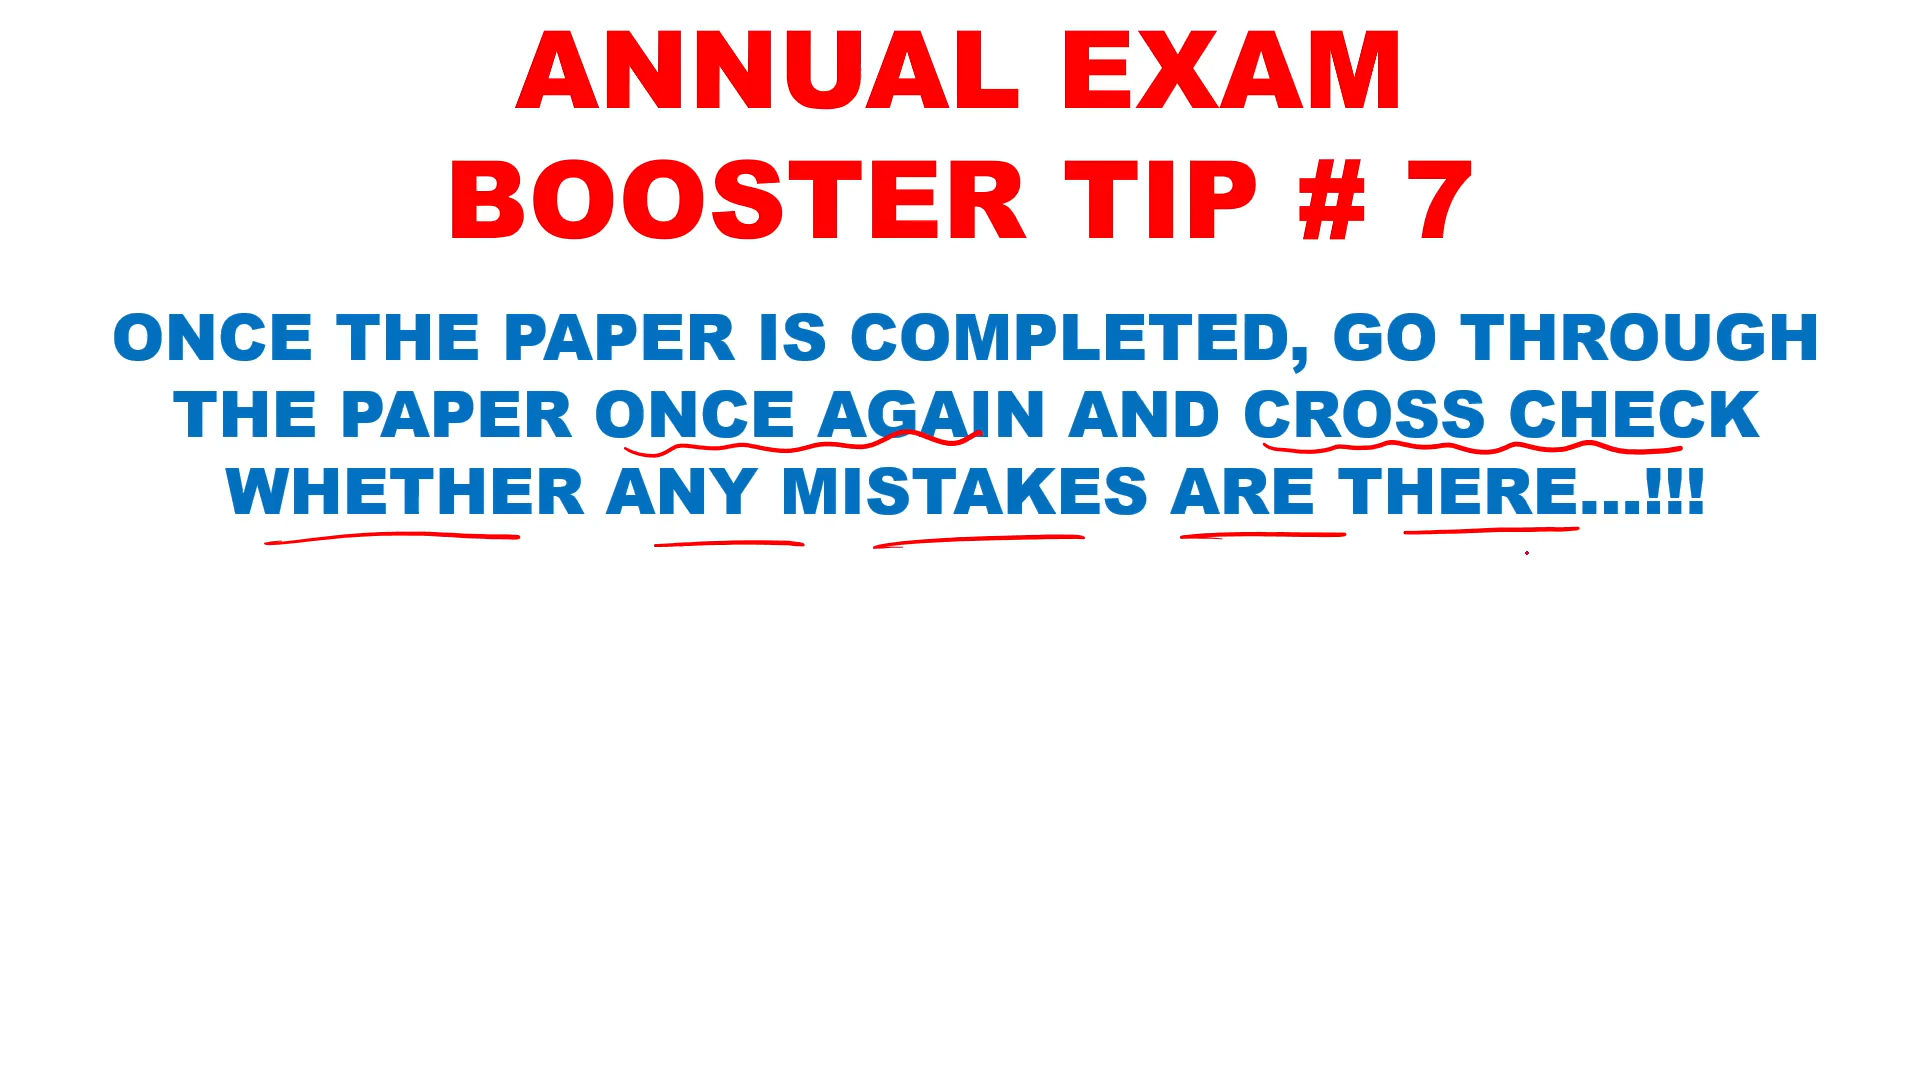 ANNUAL EXAM
BOOSTER TIP # 7
ONCE THE PAPER IS COMPLETED, GO THROUGH
THE PAPER ONCE AGAIN AND CROSS CHECK
WHETHER ANY MISTAKES ARE THERE...!!!